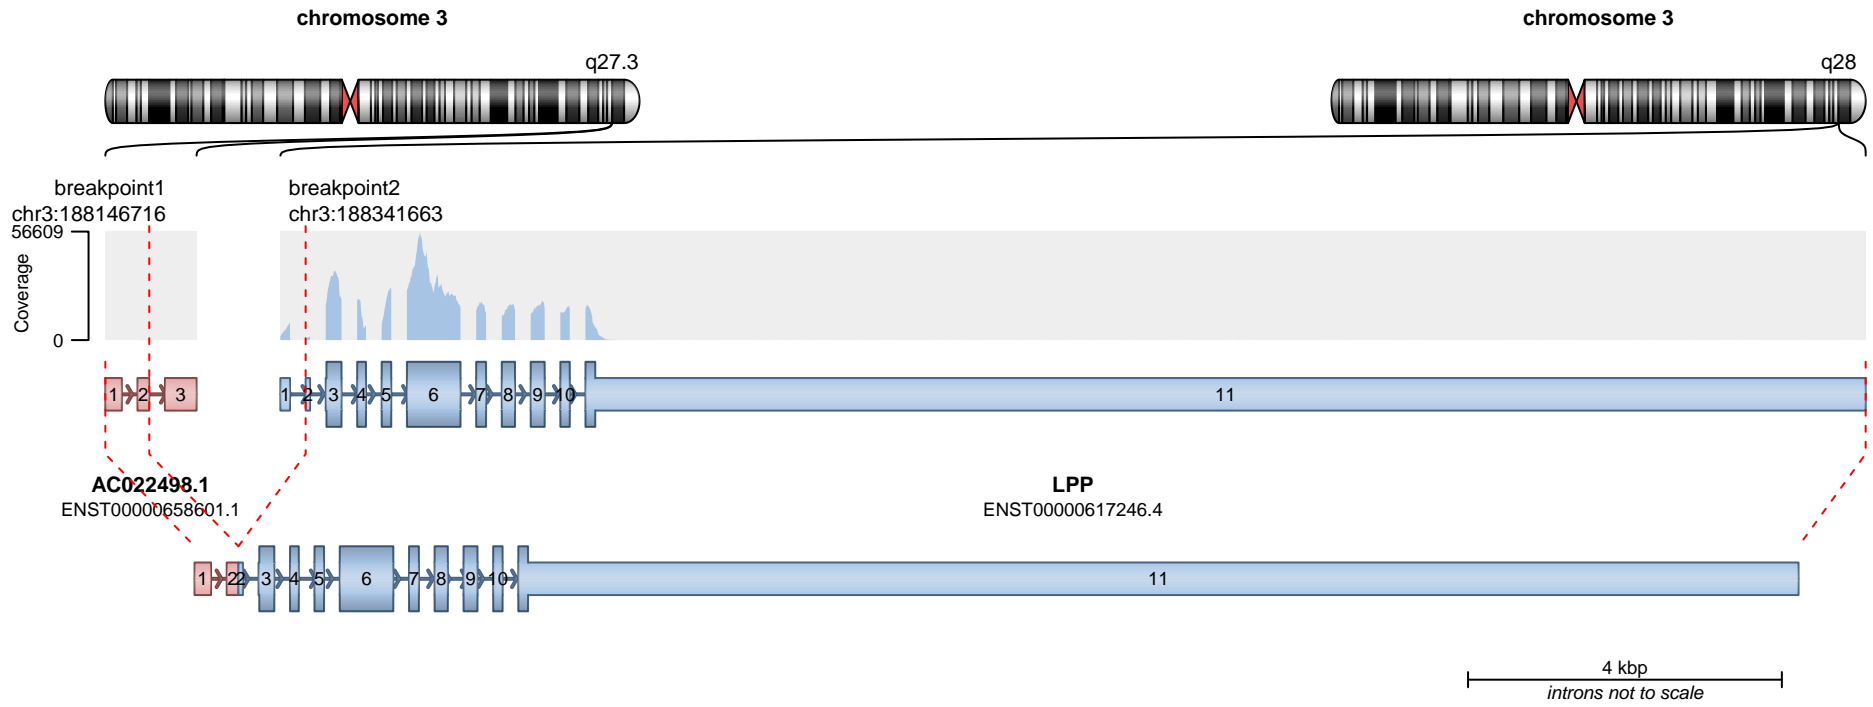 chromosome 3
chromosome 3
q27.3
q28
breakpoint1
chr3:188146716
breakpoint2
chr3:188341663
56609
Coverage
0
1 2 3
1 2 3 4 5 6 7 8 9 10 11
AC022498.1
ENST00000658601.1
LPP
ENST00000617246.4
1 2 2 3 4 5 6 7 8 9 10 11
4 kbp
introns not to scale